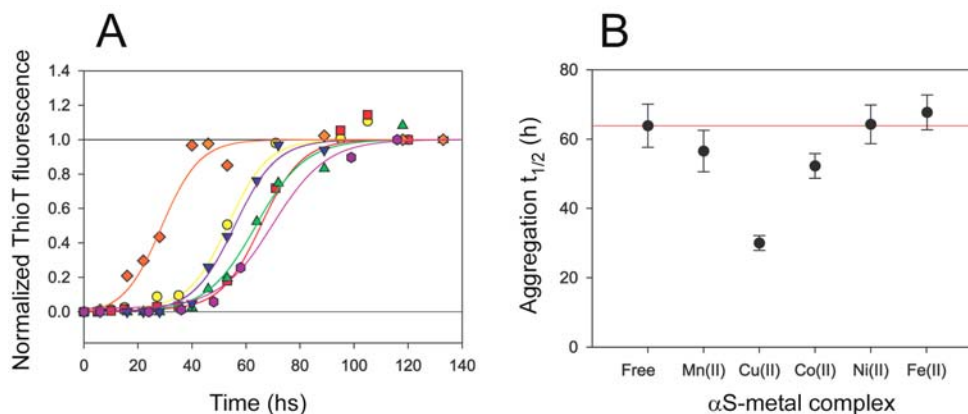 A
Normalized ThioT fluorescence
1.4
1.2
1.0
0.8
0.6
0.4
0.2
0.0
0 20 40 60 80 100 120 140
Time (hs)
B
Aggregation t1/2 (h)
80
60
40
20
0
Free Mn(II) Cu(II) Co(II) Ni(II) Fe(II)
αS-metal complex